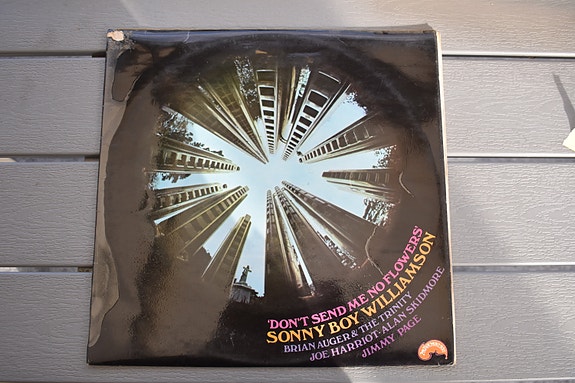 'DON'T SEND ME NO FLOWERS'
SONNY BOY WILLIAMSON
BRIAN AUGER & THE TRINITY
JOE HARRIOT·ALAN SKIDMORE
JIMMY PAGE